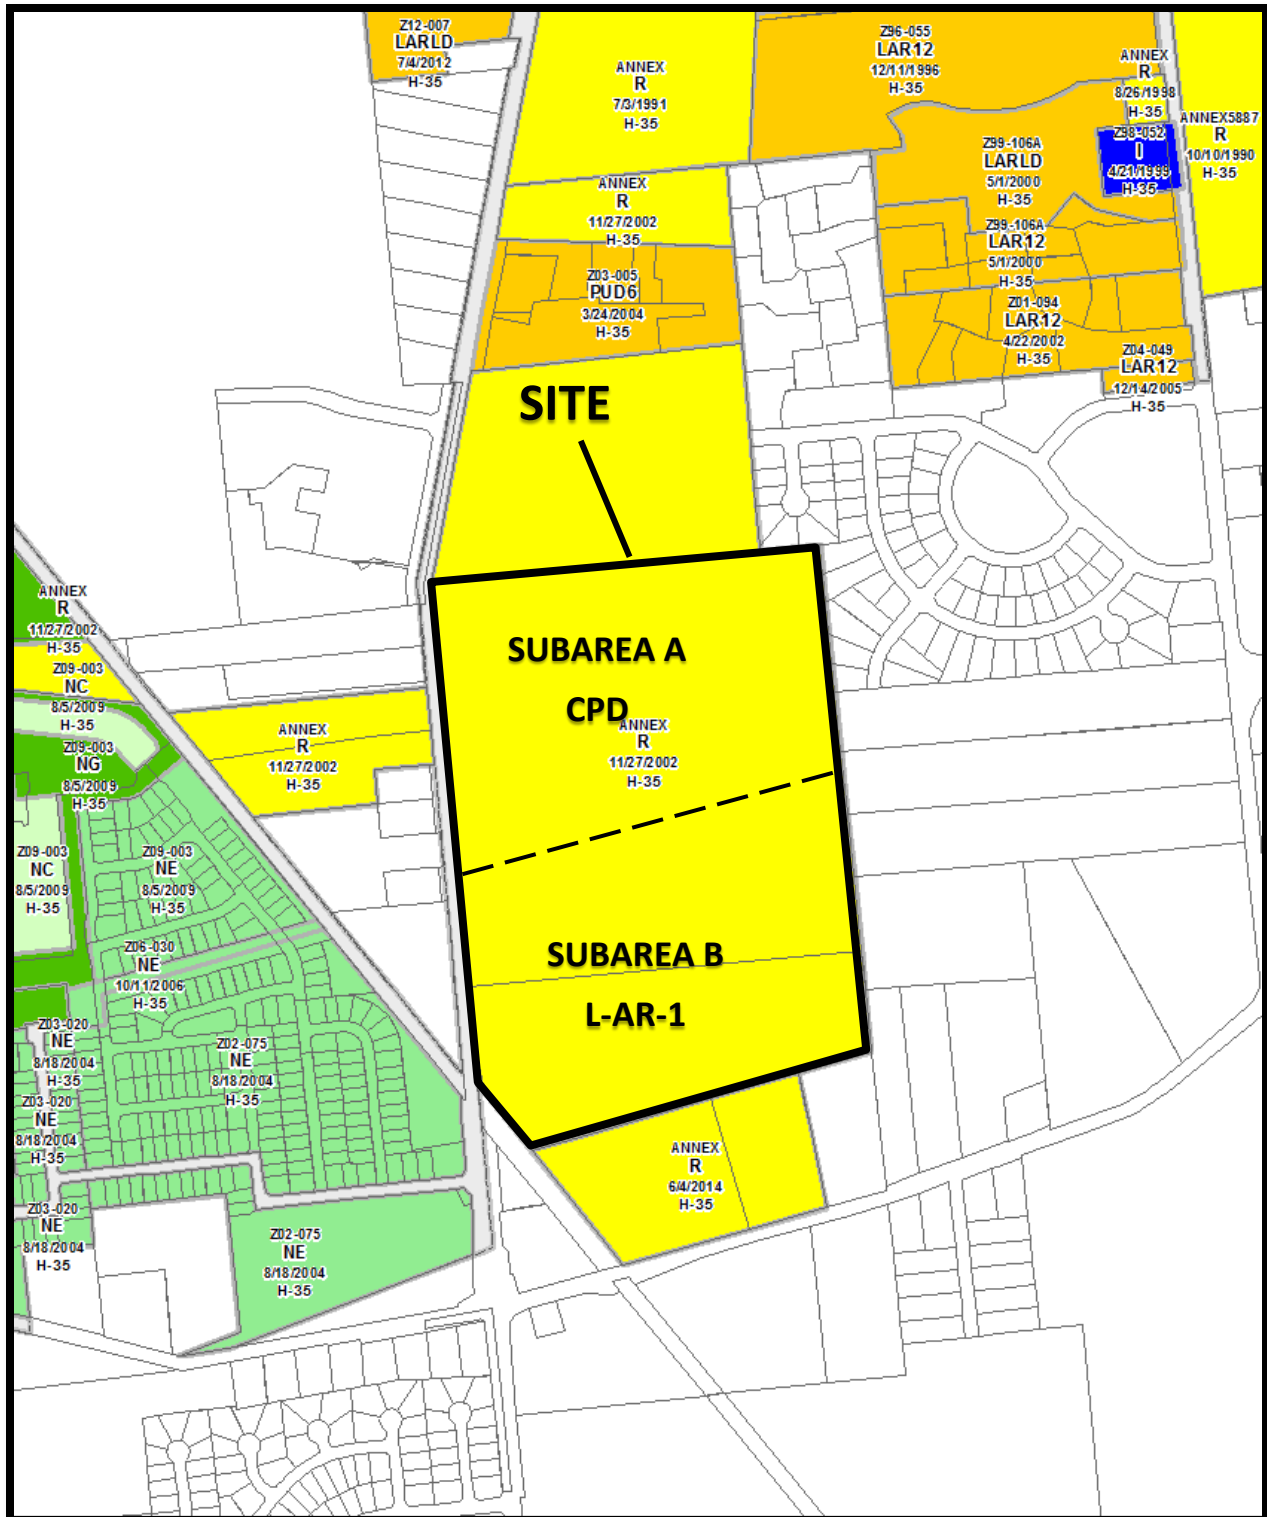 Z12-007
LARLD
7/4/2012
H-35
ANNEX
R
7/3/1991
H-35
Z96-055
LAR12
12/11/1996
H-35
ANNEX
R
8/26/1998
H-35
ANNEX5887
R
10/10/1990
H-35
Z98-052
I
4/21/1999
H-35
Z99-106A
LARLD
5/1/2000
H-35
ANNEX
R
11/27/2002
H-35
Z99-106A
LAR12
5/1/2000
H-35
Z03-005
PUD6
3/24/2004
H-35
Z01-094
LAR12
4/22/2002
H-35
Z04-049
LAR12
12/14/2005
H-35
SITE
ANNEX
R
11/27/2002
H-35
Z09-003
NC
8/5/2009
H-35
Z09-003
NG
8/5/2009
H-35
SUBAREA A
CPD
ANNEX
R
11/27/2002
H-35
ANNEX
R
11/27/2002
H-35
Z09-003
NC
8/5/2009
H-35
Z09-003
NE
8/5/2009
H-35
Z06-030
NE
10/11/2006
H-35
SUBAREA B
L-AR-1
Z03-020
NE
8/18/2004
H-35
Z02-075
NE
8/18/2004
H-35
Z03-020
NE
8/18/2004
H-35
ANNEX
R
6/4/2014
H-35
Z03-020
NE
8/18/2004
H-35
Z02-075
NE
8/18/2004
H-35